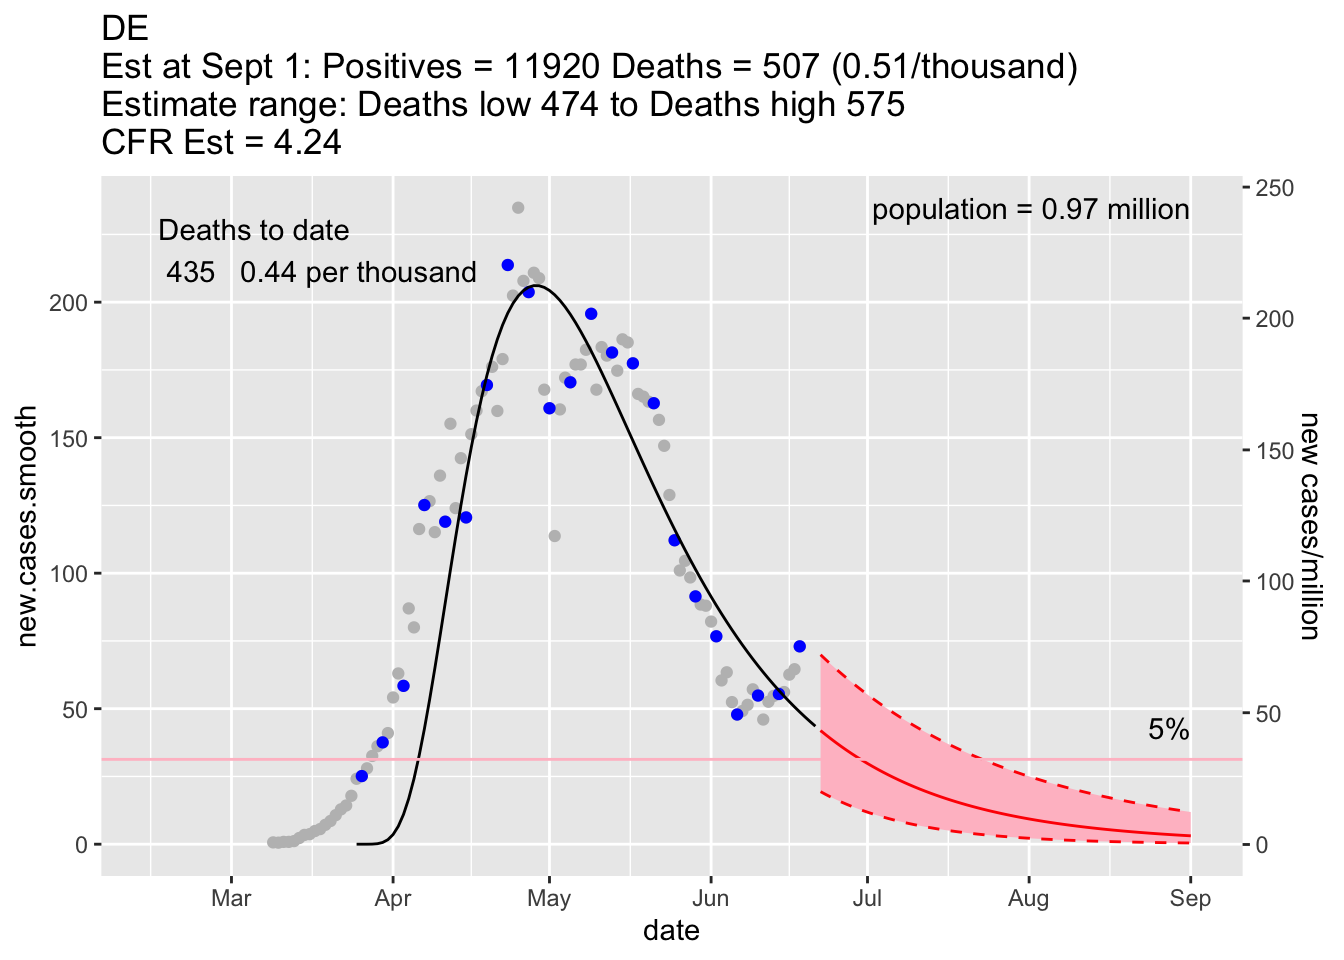 DE
Est at Sept 1: Positives = 11920 Deaths = 507 (0.51/thousand)
Estimate range: Deaths low 474 to Deaths high 575
CFR Est = 4.24
Deaths to date
435 0.44 per thousand
population = 0.97 million
5%
new.cases.smooth
200
150
100
50
0
250
200
150
100
50
0
new cases/million
Mar Apr May Jun Jul Aug Sep
date